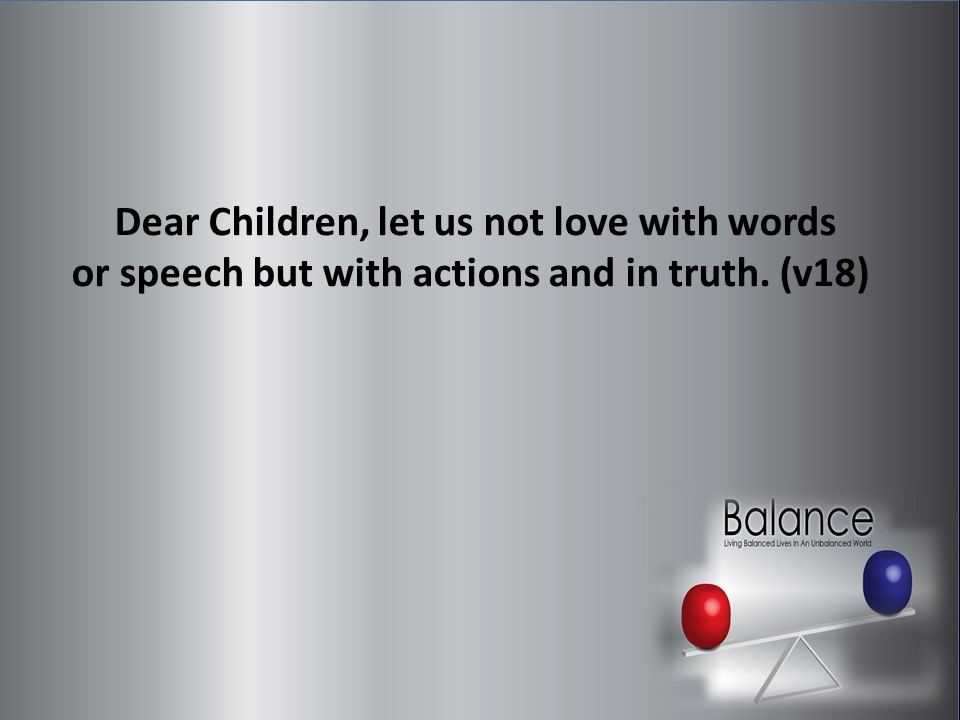 Dear Children, let us not love with words
or speech but with actions and in truth. (v18)
Balance
Living Balanced Lives In An Unbalanced World